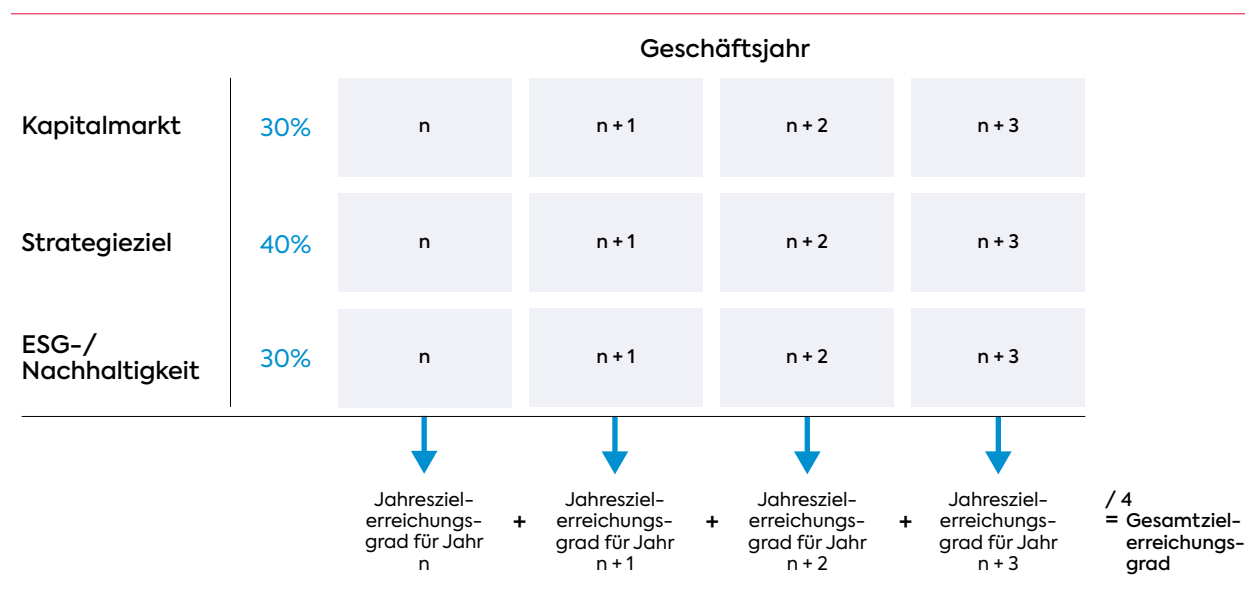 Geschäftsjahr
Kapitalmarkt 30% n n + 1 n + 2 n + 3
Strategieziel 40% n n + 1 n + 2 n + 3
ESG-/
Nachhaltigkeit 30% n n + 1 n + 2 n + 3
Jahresziel-
erreichungs-
grad für Jahr
n
+
Jahresziel-
erreichungs-
grad für Jahr
n + 1
+
Jahresziel-
erreichungs-
grad für Jahr
n + 2
+
Jahresziel-
erreichungs-
grad für Jahr
n + 3
/ 4
= Gesamtziel-
erreichungs-
grad